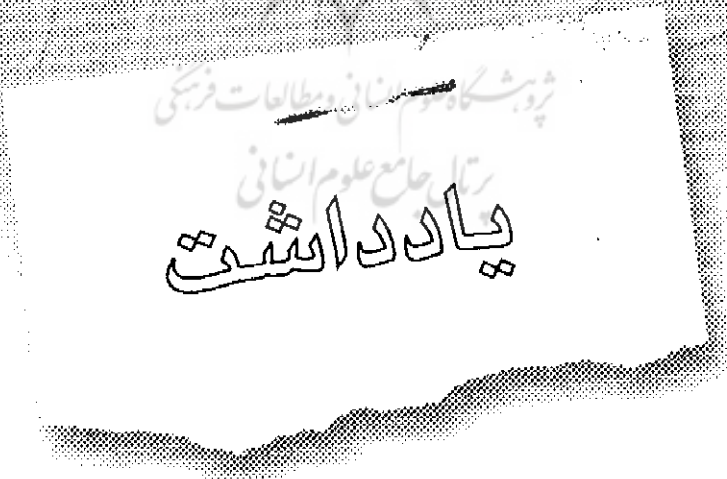 پژوهشگاه علوم انسانی و مطالعات فرهنگی
پرتال جامع علوم انسانی
یادداشت